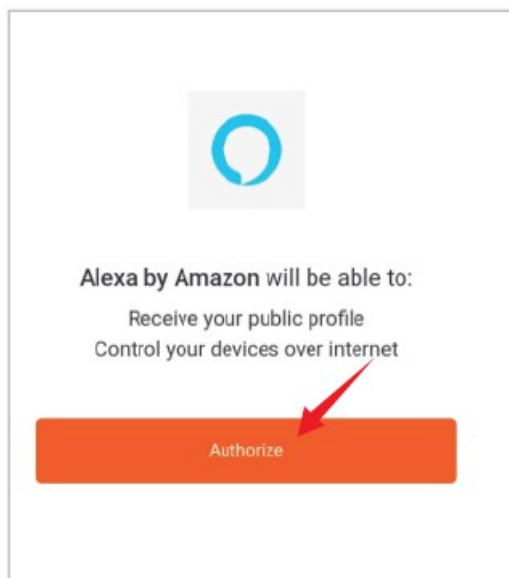 Alexa by Amazon will be able to:
Receive your public profile
Control your devices over internet
Authorize